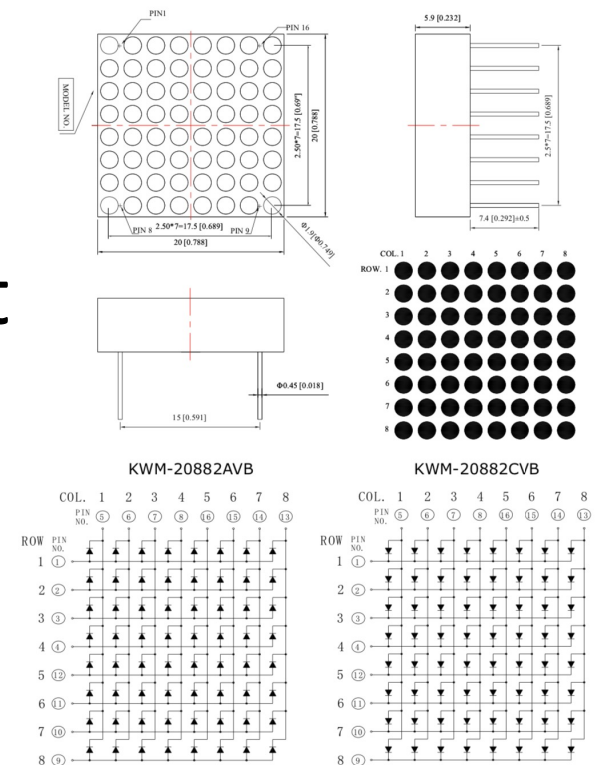 PIN1
PIN 16
MODEL NO.
2.50*7=17.5 [0.69"]
20 [0.788]
PIN 8
2.50*7=17.5 [0.689]
PIN 9
20 [0.788]
Φ1.9[Φ0.749]
5.9 [0.232]
2.5*7=17.5 [0.689]
7.4 [0.292]±0.5
Φ0.45 [0.018]
15 [0.591]
COL. 1 2 3 4 5 6 7 8
ROW. 1
2
3
4
5
6
7
8
t
KWM-20882AVB
COL. 1 2 3 4 5 6 7 8
PIN NO. 5 6 7 8 16 15 14 13
ROW PIN NO.
1 1
2 2
3 3
4 4
5 12
6 11
7 10
8 9
KWM-20882CVB
COL. 1 2 3 4 5 6 7 8
PIN NO. 5 6 7 8 16 15 14 13
ROW PIN NO.
1 1
2 2
3 3
4 4
5 12
6 11
7 10
8 9